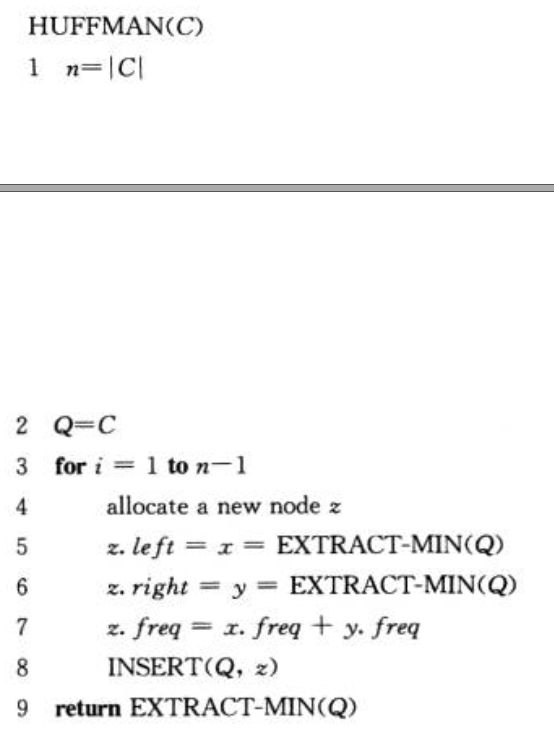 HUFFMAN(C)
1 n=|C|
2 Q=C
3 for i = 1 to n-1
4 allocate a new node z
5 z. left = x = EXTRACT-MIN(Q)
6 z. right = y = EXTRACT-MIN(Q)
7 z. freq = x. freq + y. freq
8 INSERT(Q, z)
9 return EXTRACT-MIN(Q)